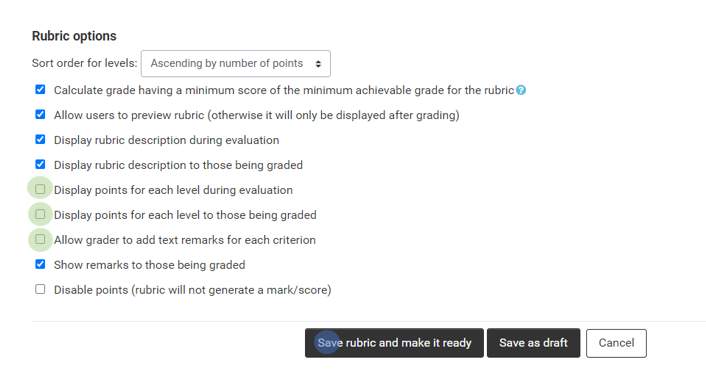 Rubric options
Sort order for levels: Ascending by number of points
Calculate grade having a minimum score of the minimum achievable grade for the rubric ?
Allow users to preview rubric (otherwise it will only be displayed after grading)
Display rubric description during evaluation
Display rubric description to those being graded
Display points for each level during evaluation
Display points for each level to those being graded
Allow grader to add text remarks for each criterion
Show remarks to those being graded
Disable points (rubric will not generate a mark/score)
Save rubric and make it ready Save as draft Cancel